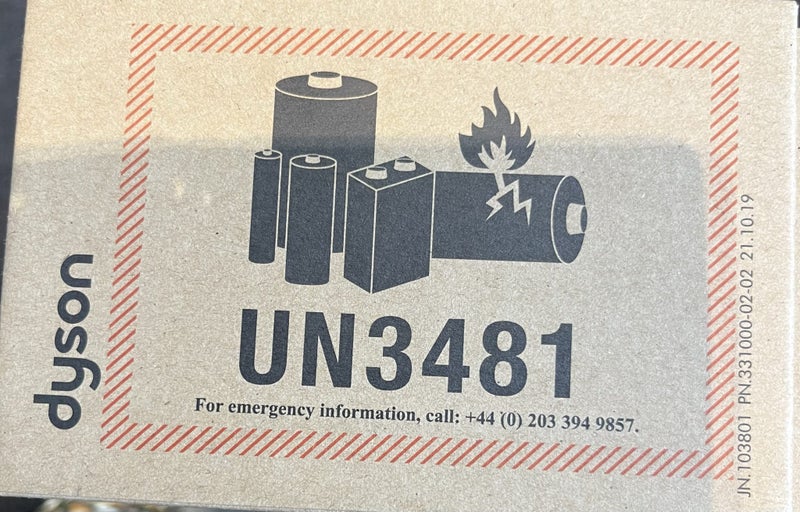 dyson
UN3481
For emergency information, call: +44 (0) 203 394 9857.
JN.103801 PN.331000-02-02 21.10.19